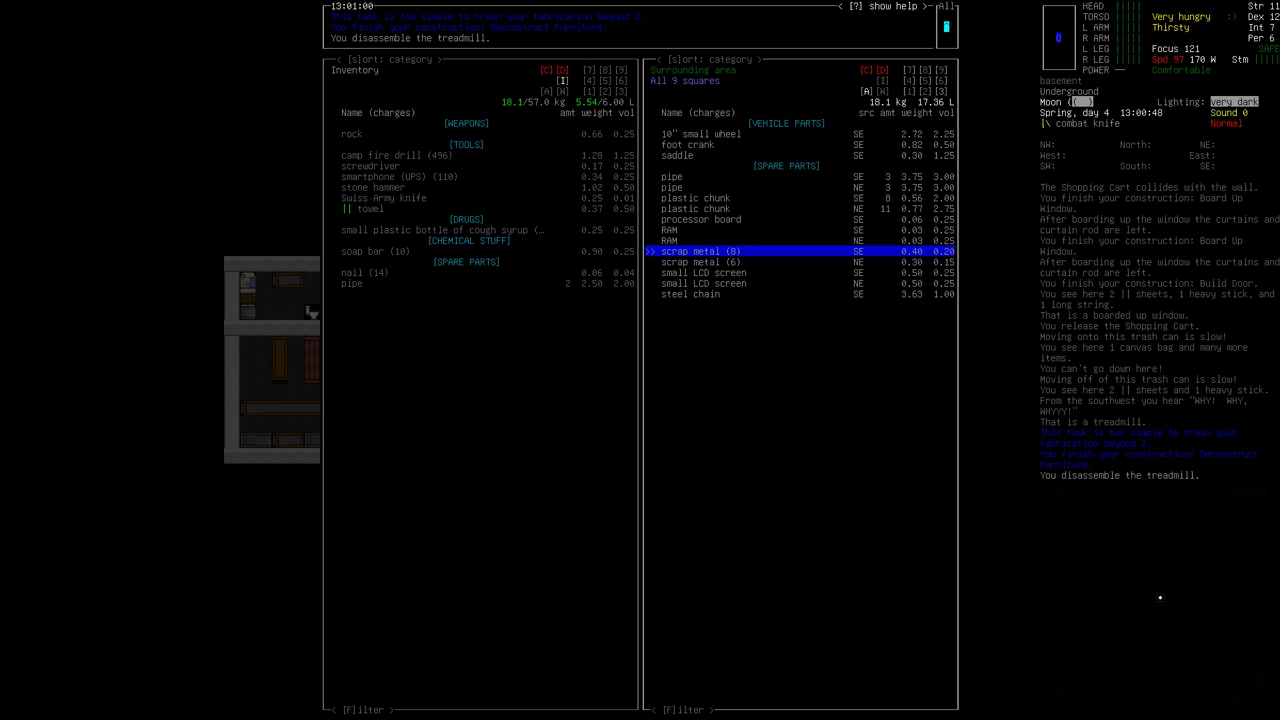 13:01:00
< [?] show help >
All
This task is too simple to train your fabrication beyond 2.
You finish your construction: Deconstruct Furniture.
You disassemble the treadmill.
< [s]ort: category >
Inventory
[C] [D] [7] [8] [9]
[I] [4] [5] [6]
[A] [W] [1] [2] [3]
18.1/57.0 kg 5.54/6.00 L
Name (charges) amt weight vol
[WEAPONS]
rock 0.66 0.25
[TOOLS]
camp fire drill (496) 1.28 1.25
screwdriver 0.17 0.25
smartphone (UPS) (110) 0.34 0.25
stone hammer 1.02 0.50
Swiss Army knife 0.25 0.01
|| towel 0.37 0.50
[DRUGS]
small plastic bottle of cough syrup (… 0.25 0.25
[CHEMICAL STUFF]
soap bar (10) 0.90 0.25
[SPARE PARTS]
nail (14) 0.06 0.04
pipe 2 2.50 2.00
< [F]ilter >
< [s]ort: category >
Surrounding area
All 9 squares
[C] [D] [7] [8] [9]
[I] [4] [5] [6]
[A] [W] [1] [2] [3]
18.1 kg 17.36 L
Name (charges) src amt weight vol
[VEHICLE PARTS]
10" small wheel SE 2.72 2.25
foot crank SE 0.82 0.50
saddle SE 0.30 1.25
[SPARE PARTS]
pipe SE 3 3.75 3.00
pipe NE 3 3.75 3.00
plastic chunk SE 8 0.56 2.00
plastic chunk NE 11 0.77 2.75
processor board SE 0.06 0.25
RAM SE 0.03 0.25
RAM NE 0.03 0.25
>> scrap metal (8) SE 0.40 0.20
scrap metal (6) NE 0.30 0.15
small LCD screen SE 0.50 0.25
small LCD screen NE 0.50 0.25
steel chain SE 3.63 1.00
< [F]ilter >
HEAD Str 11
TORSO Very hungry :) Dex 12
L ARM Thirsty Int 7
R ARM Per 6
L LEG Focus 121 SAFE
R LEG Spd 97 170 W Stm
POWER — Comfortable
basement
Underground
Moon (( ) Lighting: very dark
Spring, day 4 13:00:48 Sound 0
|\ combat knife Normal
NW: North: NE:
West: East:
SW: South: SE:
The Shopping Cart collides with the wall.
You finish your construction: Board Up
Window.
After boarding up the window the curtains and
curtain rod are left.
You finish your construction: Board Up
Window.
After boarding up the window the curtains and
curtain rod are left.
You finish your construction: Build Door.
You see here 2 || sheets, 1 heavy stick, and
1 long string.
That is a boarded up window.
You release the Shopping Cart.
Moving onto this trash can is slow!
You see here 1 canvas bag and many more
items.
You can't go down here!
Moving off of this trash can is slow!
You see here 2 || sheets and 1 heavy stick.
From the southwest you hear "WHY! WHY,
WHYYY!"
That is a treadmill.
This task is too simple to train your
fabrication beyond 2.
You finish your construction: Deconstruct
Furniture.
You disassemble the treadmill.